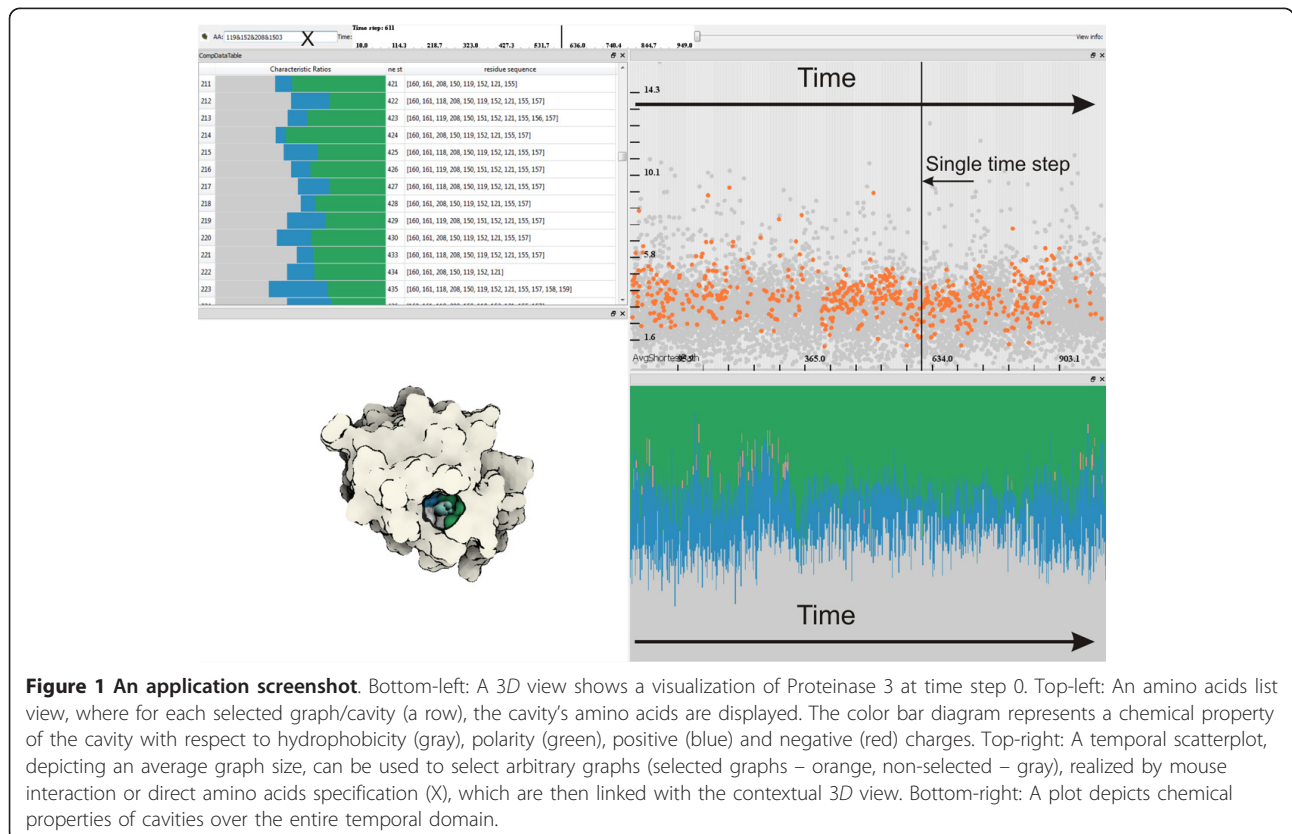 Time step: 611
AA: 119&152&208&1503 X Time: View info:
10.0 114.3 218.7 323.0 427.3 531.7 636.0 740.4 844.7 949.0
CompDataTable
Characteristic Ratios ne st residue sequence
211 421 [160, 161, 208, 150, 119, 152, 121, 155]
212 422 [160, 161, 118, 208, 150, 119, 152, 121, 155, 157]
213 423 [160, 161, 119, 208, 150, 151, 152, 121, 155, 156, 157]
214 424 [160, 161, 208, 150, 119, 152, 121, 155, 157]
215 425 [160, 161, 118, 208, 150, 119, 152, 121, 155, 157]
216 426 [160, 161, 119, 208, 150, 151, 152, 121, 155, 157]
217 427 [160, 161, 118, 208, 150, 119, 152, 121, 155, 157]
218 428 [160, 161, 118, 208, 150, 119, 152, 121, 155, 157]
219 429 [160, 161, 119, 208, 150, 151, 152, 121, 155, 157]
220 430 [160, 161, 208, 150, 119, 152, 121, 155, 157]
221 433 [160, 161, 118, 208, 150, 119, 152, 121, 155, 157]
222 434 [160, 161, 208, 150, 119, 152, 121]
223 435 [160, 161, 118, 208, 150, 119, 152, 121, 155, 157, 158, 159]
Time
14.3
Single time step
10.1
5.8
1.6
365.0 634.0 903.1
Time
Figure 1 An application screenshot. Bottom-left: A 3D view shows a visualization of Proteinase 3 at time step 0. Top-left: An amino acids list
view, where for each selected graph/cavity (a row), the cavity's amino acids are displayed. The color bar diagram represents a chemical property
of the cavity with respect to hydrophobicity (gray), polarity (green), positive (blue) and negative (red) charges. Top-right: A temporal scatterplot,
depicting an average graph size, can be used to select arbitrary graphs (selected graphs – orange, non-selected – gray), realized by mouse
interaction or direct amino acids specification (X), which are then linked with the contextual 3D view. Bottom-right: A plot depicts chemical
properties of cavities over the entire temporal domain.